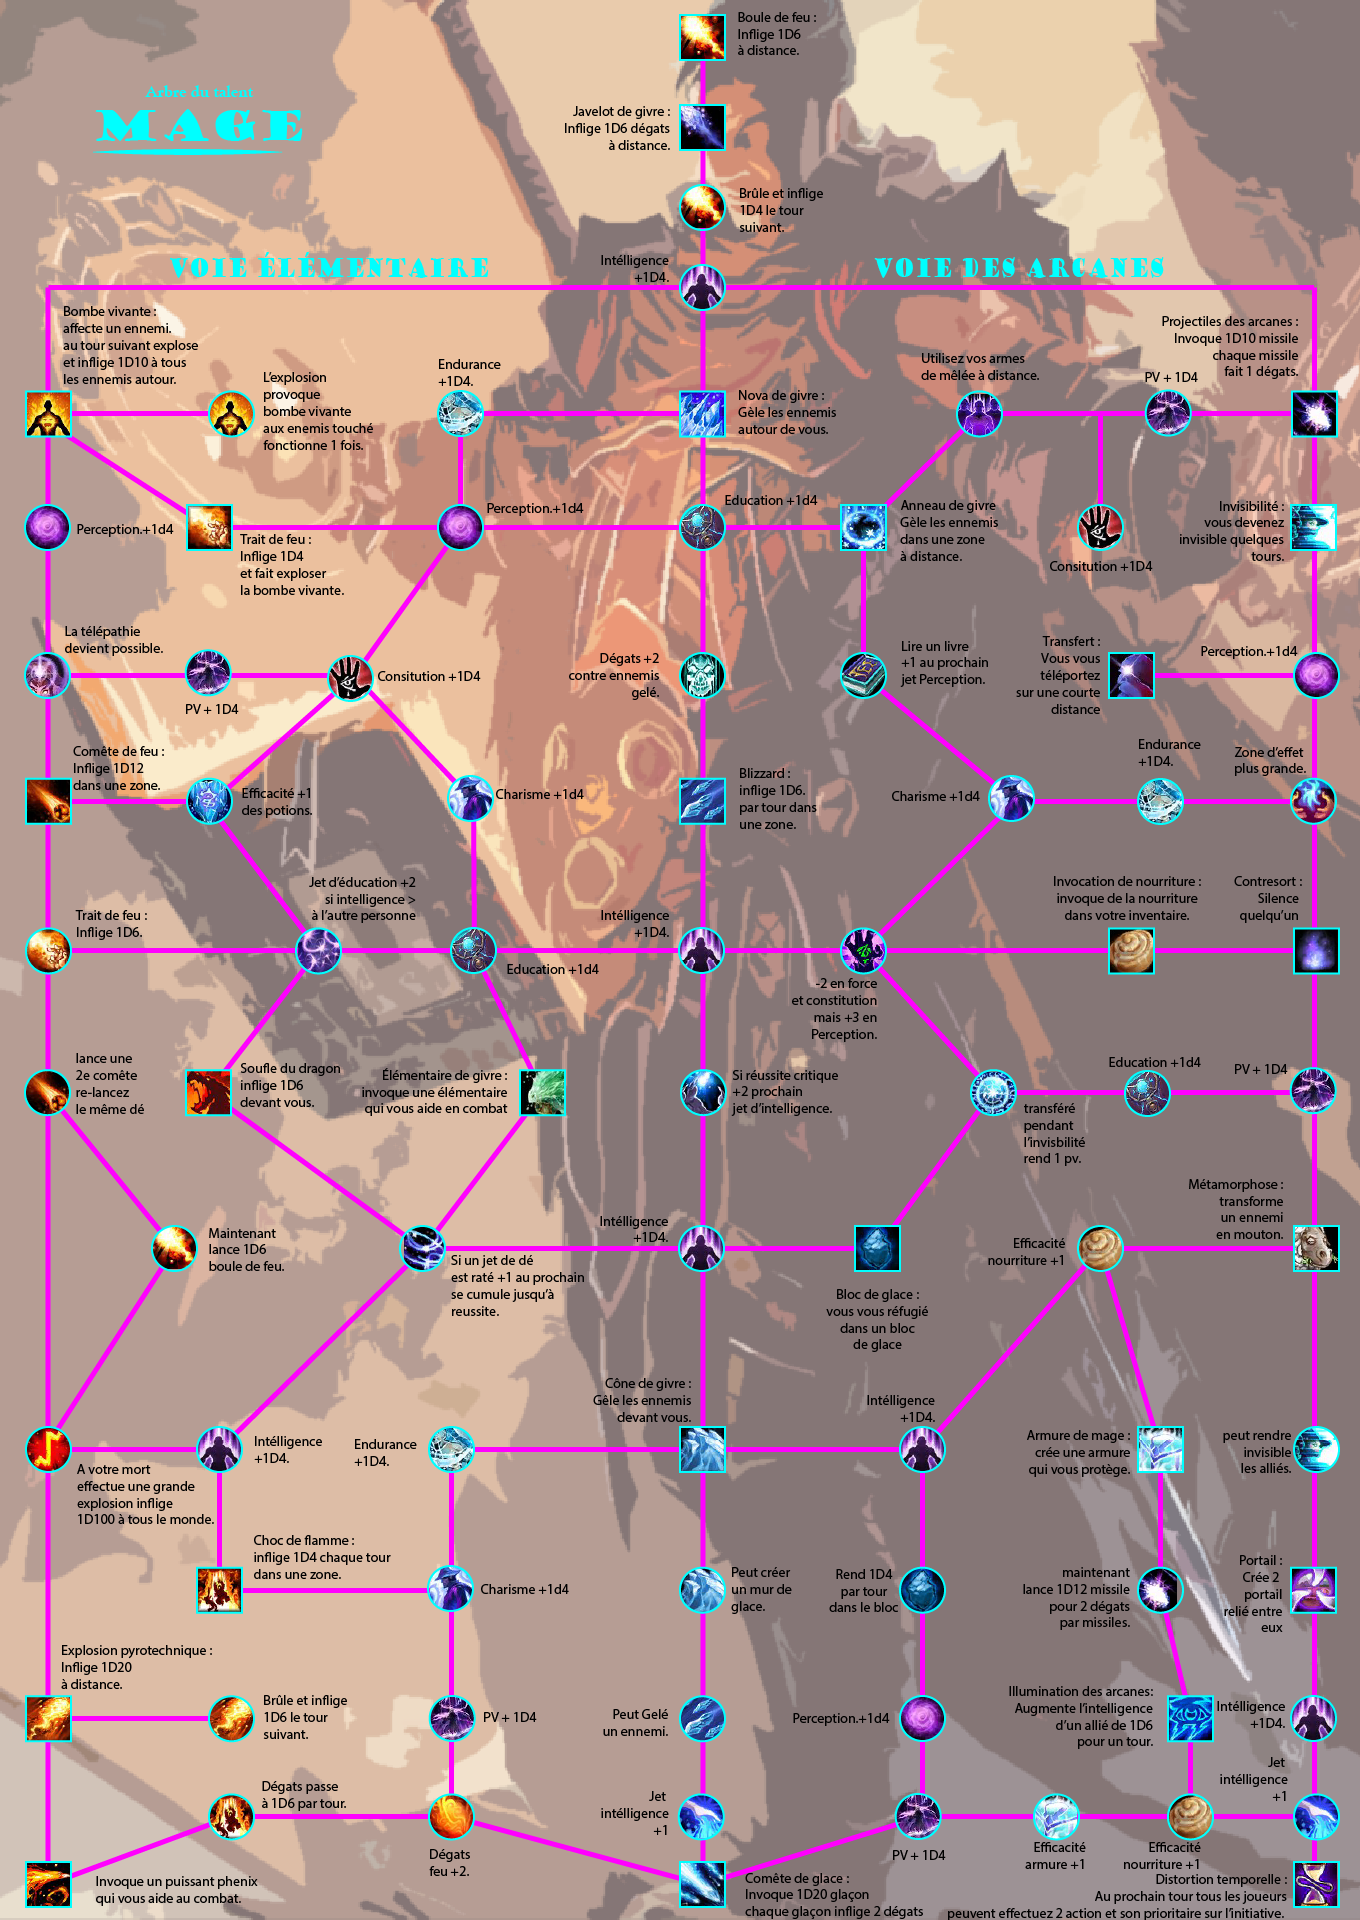 Boule de feu :
Inflige 1D6
à distance.
Arbre du talent
MAGE
Javelot de givre :
Inflige 1D6 dégats
à distance.
Brûle et inflige
1D4 le tour
suivant.
VOIE ÉLÉMENTAIRE
VOIE DES ARCANES
Intélligence
+1D4.
Bombe vivante :
affecte un ennemi.
au tour suivant explose
et inflige 1D10 à tous
les ennemis autour.
L'explosion
provoque
bombe vivante
aux enemis touché
fonctionne 1 fois.
Endurance
+1D4.
Nova de givre :
Gèle les ennemis
autour de vous.
Utilisez vos armes
de mêlée à distance.
PV + 1D4
Projectiles des arcanes :
Invoque 1D10 missile
chaque missile
fait 1 dégats.
Perception.+1d4
Trait de feu :
Inflige 1D4
et fait exploser
la bombe vivante.
Perception.+1d4
Education +1d4
Anneau de givre
Gèle les ennemis
dans une zone
à distance.
Consitution +1D4
Invisibilité :
vous devenez
invisible quelques
tours.
La télépathie
devient possible.
PV + 1D4
Consitution +1D4
Dégats +2
contre ennemis
gelé.
Lire un livre
+1 au prochain
jet Perception.
Transfert :
Vous vous
téléportez
sur une courte
distance
Perception.+1d4
Comête de feu :
Inflige 1D12
dans une zone.
Efficacité +1
des potions.
Charisme +1d4
Blizzard :
inflige 1D6.
par tour dans
une zone.
Charisme +1d4
Endurance
+1D4.
Zone d'effet
plus grande.
Trait de feu :
Inflige 1D6.
Jet d'éducation +2
si intelligence >
à l'autre personne
Education +1d4
Intélligence
+1D4.
-2 en force
et constitution
mais +3 en
Perception.
Invocation de nourriture :
invoque de la nourriture
dans votre inventaire.
Contresort :
Silence
quelqu'un
lance une
2e comête
re-lancez
le même dé
Soufle du dragon
inflige 1D6
devant vous.
Élémentaire de givre :
invoque une élémentaire
qui vous aide en combat
Si réussite critique
+2 prochain
jet d'intelligence.
transféré
pendant
l'invisbilité
rend 1 pv.
Education +1d4
PV + 1D4
Maintenant
lance 1D6
boule de feu.
Si un jet de dé
est raté +1 au prochain
se cumule jusqu'à
reussite.
Intélligence
+1D4.
Bloc de glace :
vous vous réfugié
dans un bloc
de glace
Efficacité
nourriture +1
Métamorphose :
transforme
un ennemi
en mouton.
A votre mort
effectue une grande
explosion inflige
1D100 à tous le monde.
Intélligence
+1D4.
Endurance
+1D4.
Cône de givre :
Gêle les ennemis
devant vous.
Intélligence
+1D4.
Armure de mage :
crée une armure
qui vous protège.
peut rendre
invisible
les alliés.
Choc de flamme :
inflige 1D4 chaque tour
dans une zone.
Charisme +1d4
Peut créer
un mur de
glace.
Rend 1D4
par tour
dans le bloc
maintenant
lance 1D12 missile
pour 2 dégats
par missiles.
Portail :
Crée 2
portail
relié entre
eux
Explosion pyrotechnique :
Inflige 1D20
à distance.
Brûle et inflige
1D6 le tour
suivant.
PV + 1D4
Peut Gelé
un ennemi.
Perception.+1d4
Illumination des arcanes:
Augmente l'intelligence
d'un allié de 1D6
pour un tour.
Intélligence
+1D4.
Dégats passe
à 1D6 par tour.
Dégats
feu +2.
Jet
intélligence
+1
PV + 1D4
Efficacité
armure +1
Efficacité
nourriture +1
Jet
intélligence
+1
Invoque un puissant phenix
qui vous aide au combat.
Comête de glace :
Invoque 1D20 glaçon
chaque glaçon inflige 2 dégats
Distortion temporelle :
Au prochain tour tous les joueurs
peuvent effectuez 2 action et son prioritaire sur l'initiative.